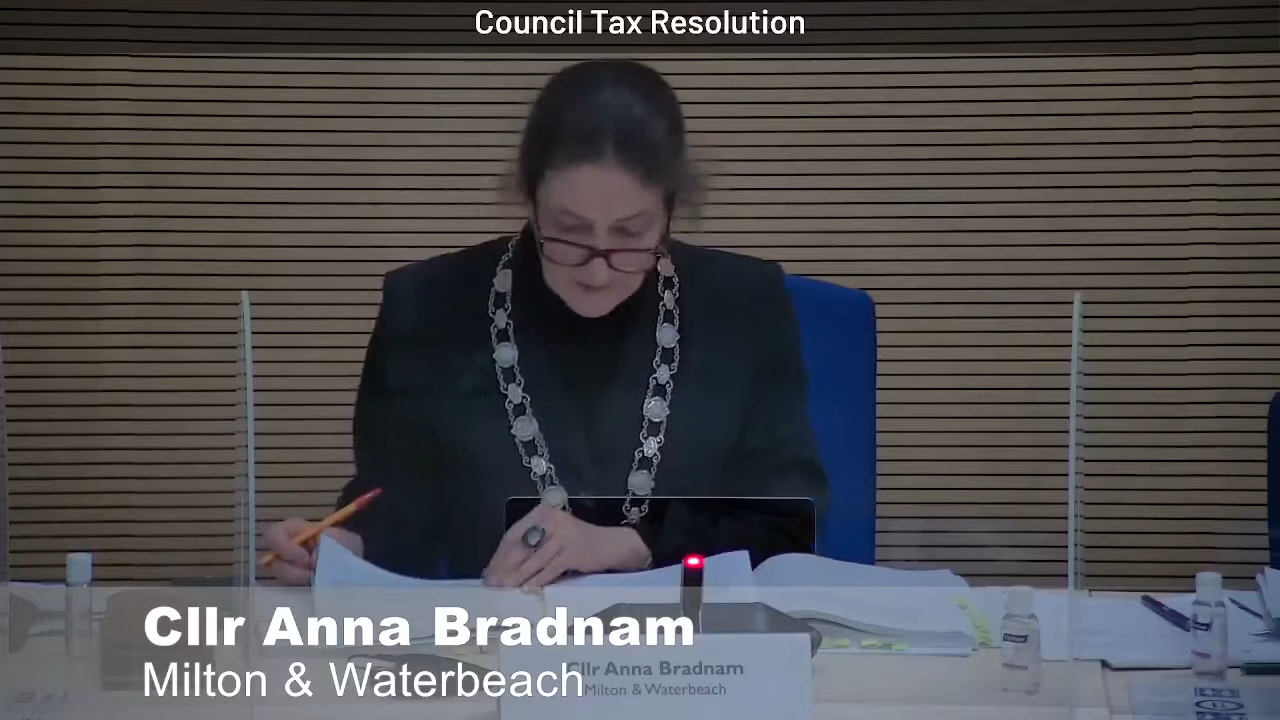 Council Tax Resolution
Cllr Anna Bradnam
Milton & Waterbeach
Cllr Anna Bradnam
Milton & Waterbeach